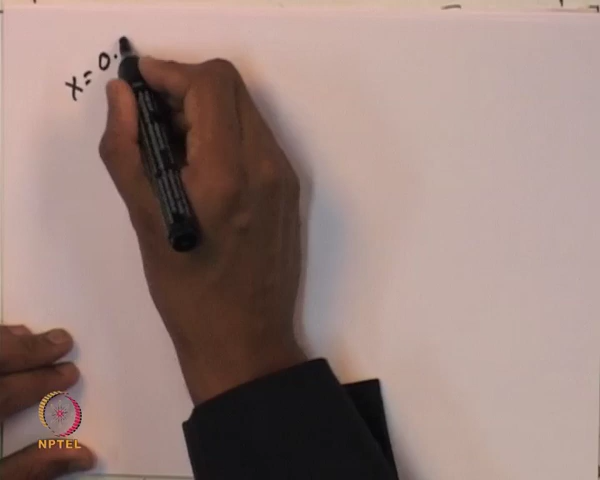 x = 0.
NPTEL